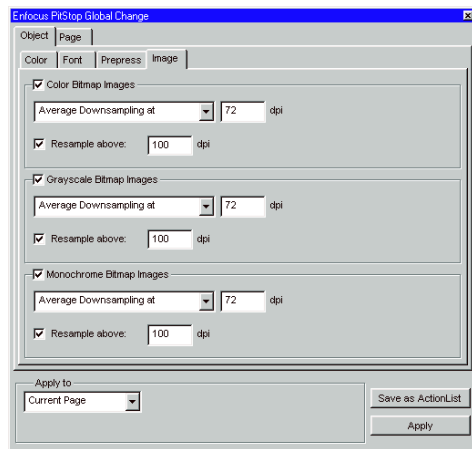 Enfocus PitStop Global Change
Object Page
Color Font Prepress Image
Color Bitmap Images
Average Downsampling at 72 dpi
Resample above: 100 dpi
Grayscale Bitmap Images
Average Downsampling at 72 dpi
Resample above: 100 dpi
Monochrome Bitmap Images
Average Downsampling at 72 dpi
Resample above: 100 dpi
Apply to
Current Page
Save as ActionList
Apply